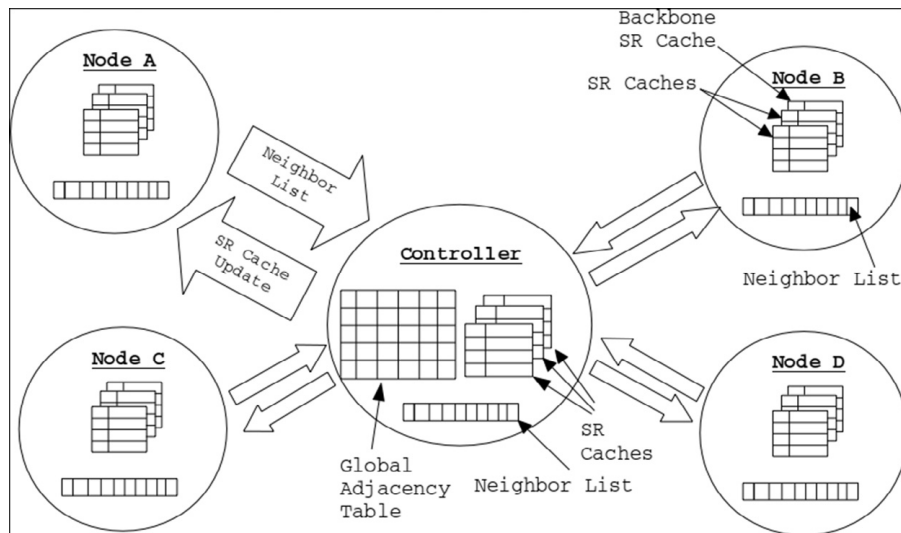 Backbone
SR Cache
Node A
Node B
SR Caches
Neighbor
List
SR Cache
Update
Controller
Neighbor List
Node C
Node D
SR
Caches
Global
Adjacency
Table
Neighbor List